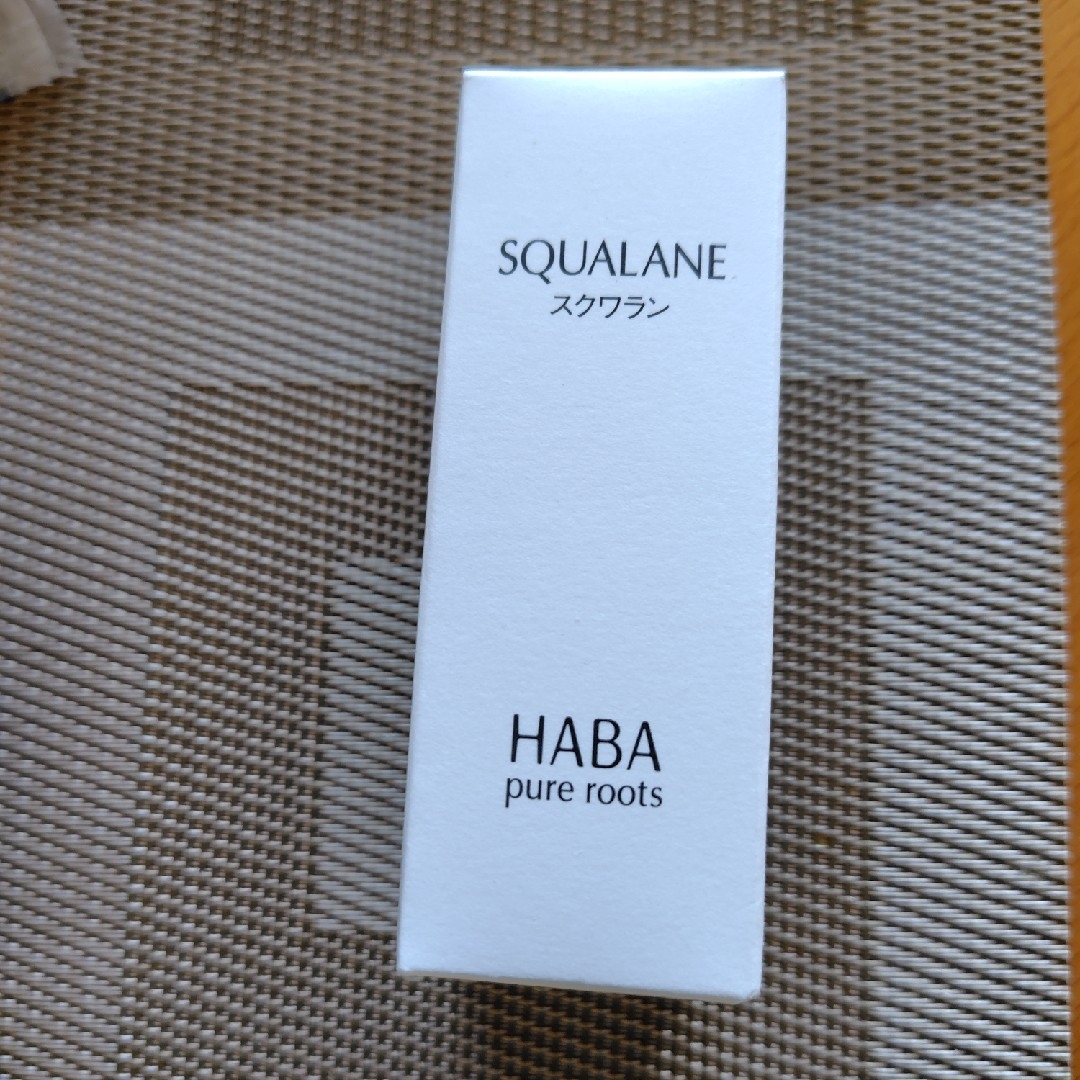 SQUALANE
スクワラン
HABA
pure roots